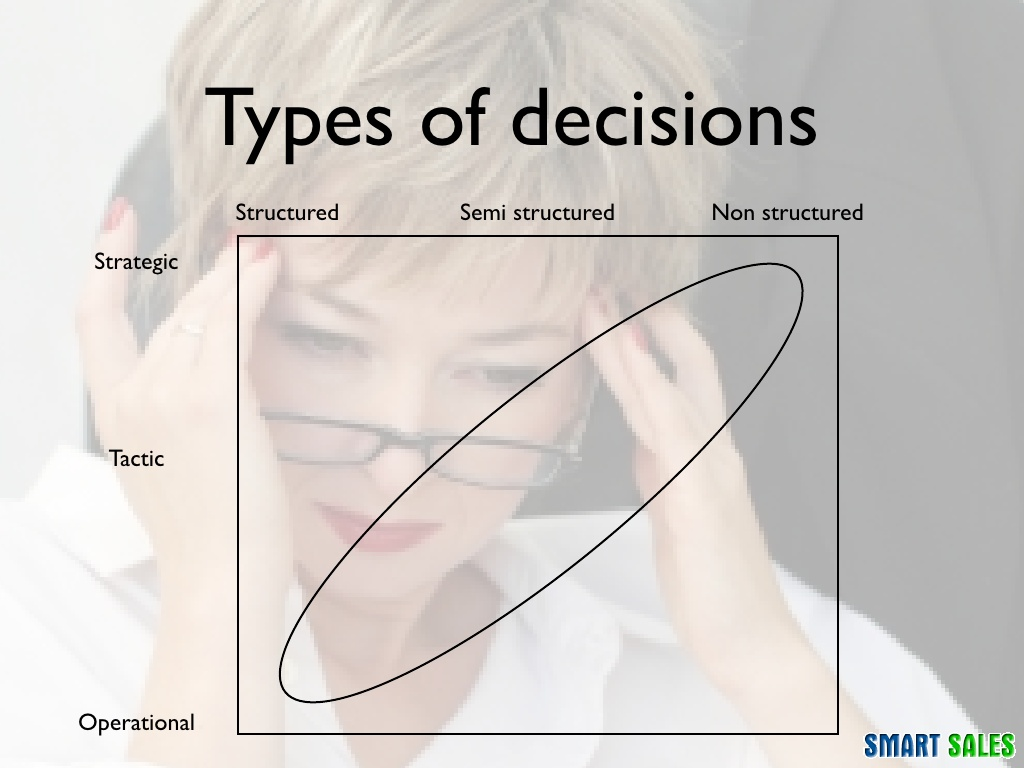 Types of decisions
Structured Semi structured Non structured
Strategic
Tactic
Operational
SMART SALES